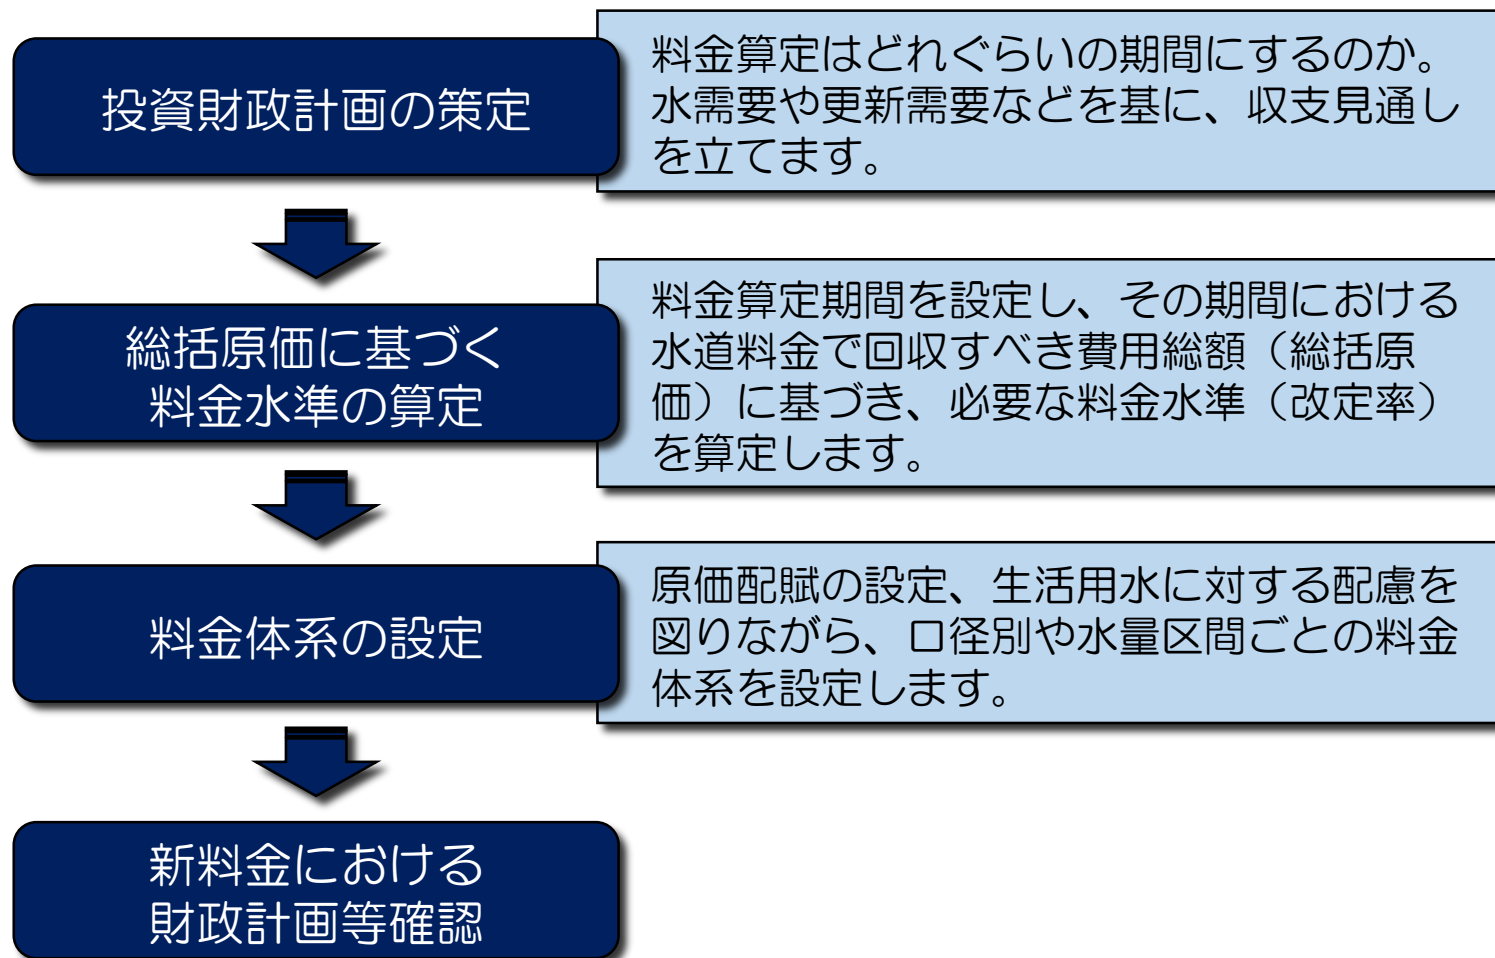 投資財政計画の策定
料金算定はどれぐらいの期間にするのか。
水需要や更新需要などを基に、収支見通し
を立てます。
総括原価に基づく
料金水準の算定
料金算定期間を設定し、その期間における
水道料金で回収すべき費用総額（総括原
価）に基づき、必要な料金水準（改定率）
を算定します。
料金体系の設定
原価配賦の設定、生活用水に対する配慮を
図りながら、口径別や水量区間ごとの料金
体系を設定します。
新料金における
財政計画等確認